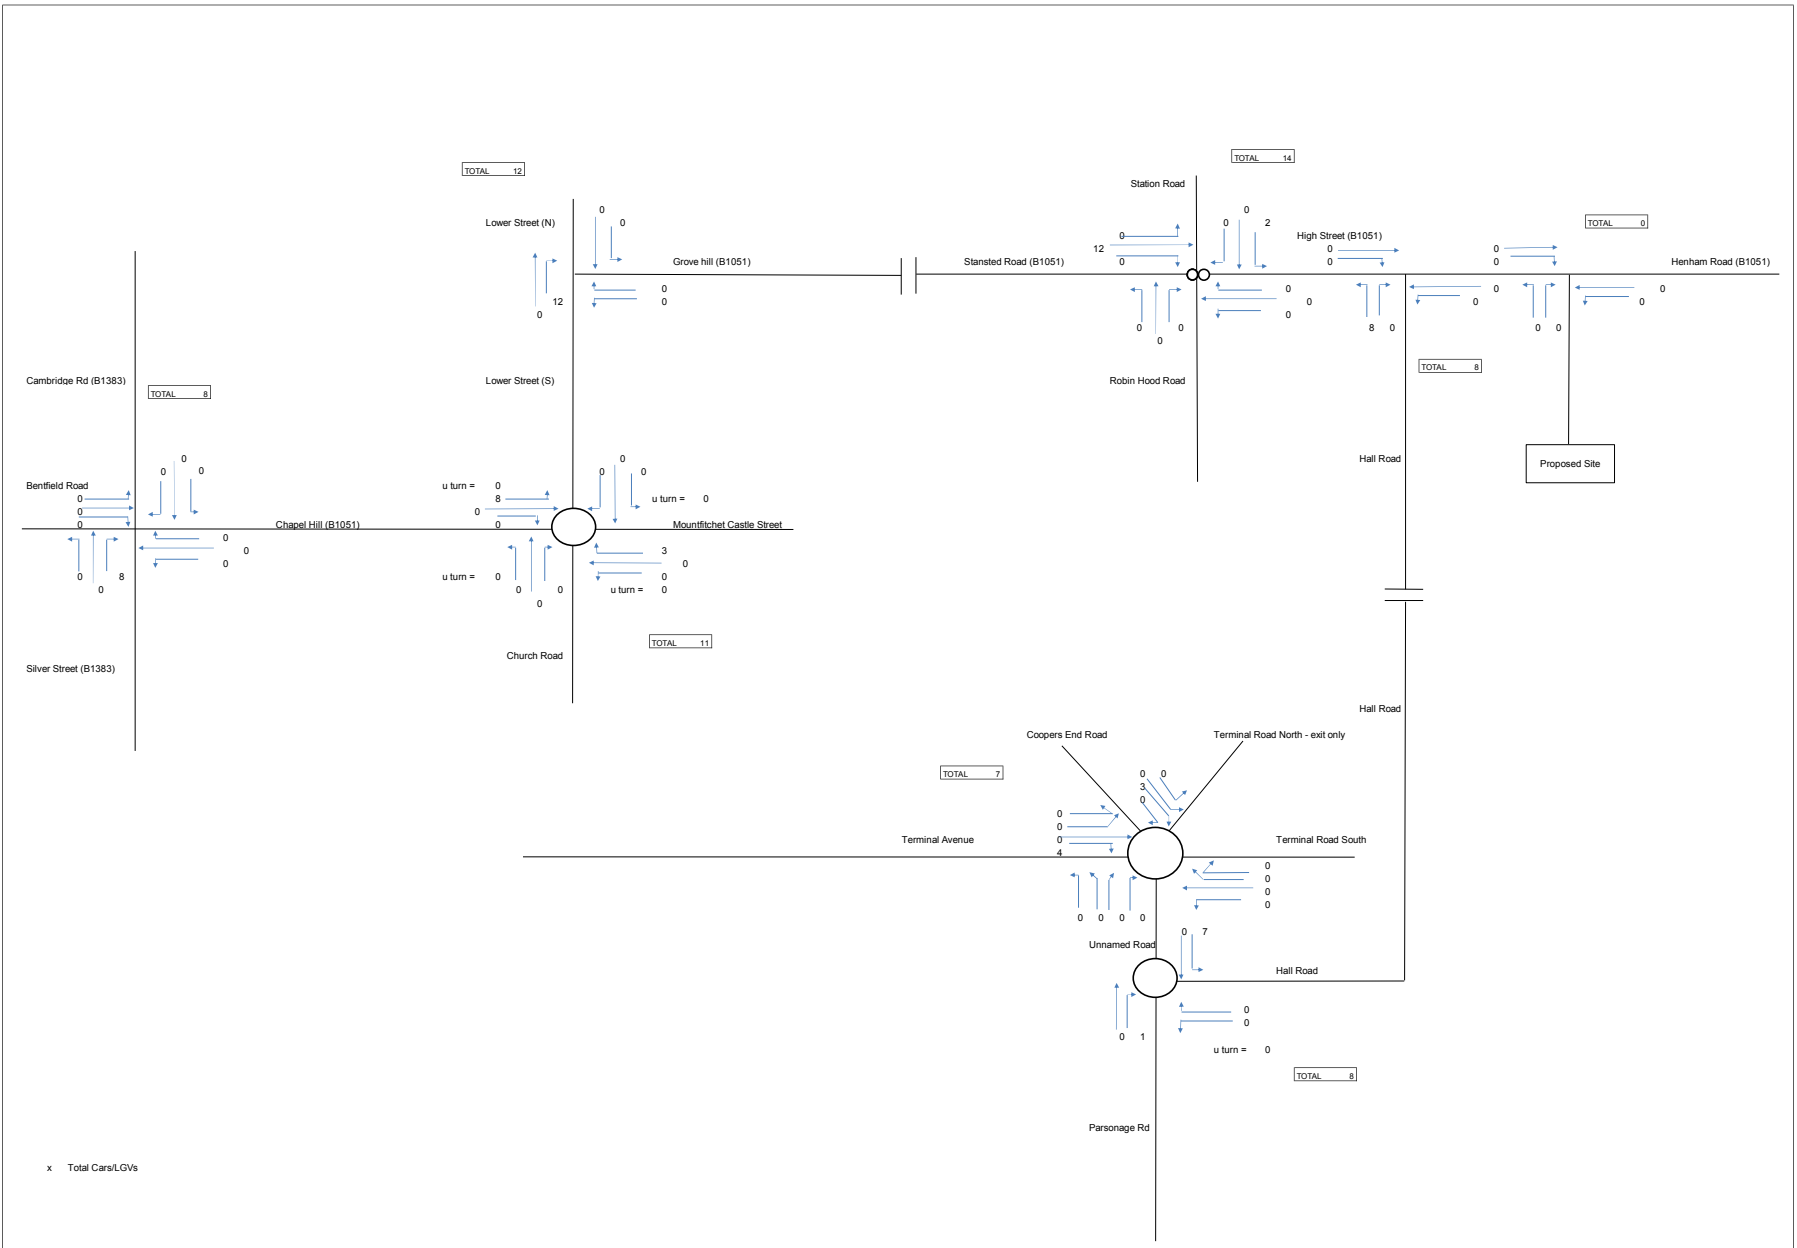 TOTAL 14
TOTAL 12
Station Road
Lower Street (N)
0
0
0
0 2
TOTAL 0
High Street (B1051)
0
12
0
0
0
0
0
Grove hill (B1051)
Stansted Road (B1051)
Henham Road (B1051)
12
0
0
0
0
0
0
0
0
0
0
8 0
0
0
0
0 0
0
0
TOTAL 8
Cambridge Rd (B1383)
TOTAL 8
Lower Street (S)
Robin Hood Road
Hall Road
Proposed Site
Bentfield Road
0
0
0
0
0
0
Chapel Hill (B1051)
0
0
0
0
0
8
u turn = 0
8
0
0
0
0
0
u turn = 0
Mountfitchet Castle Street
3
0
0
u turn = 0
u turn = 0
0
0
0
TOTAL 11
Church Road
Silver Street (B1383)
Hall Road
Coopers End Road
Terminal Road North - exit only
TOTAL 7
0 0
3
0
0
0
0
4
Terminal Avenue
Terminal Road South
0
0
0
0
0 0 0 0
0 7
Unnamed Road
Hall Road
0
0
0 1
u turn = 0
TOTAL 8
Parsonage Rd
x Total Cars/LGVs